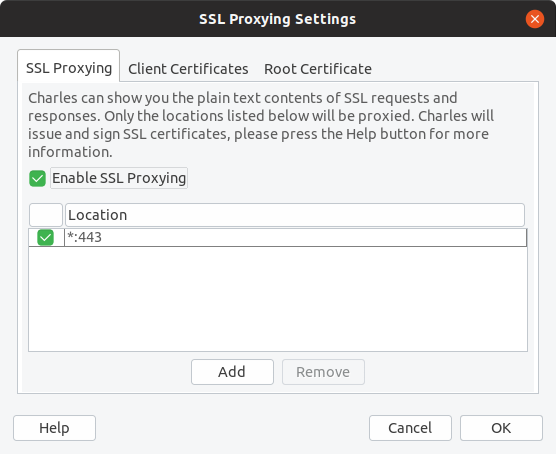 SSL Proxying Settings
SSL Proxying Client Certificates Root Certificate
Charles can show you the plain text contents of SSL requests and
responses. Only the locations listed below will be proxied. Charles will
issue and sign SSL certificates, please press the Help button for more
information.
Enable SSL Proxying
Location
*:443
Add Remove
Help Cancel OK